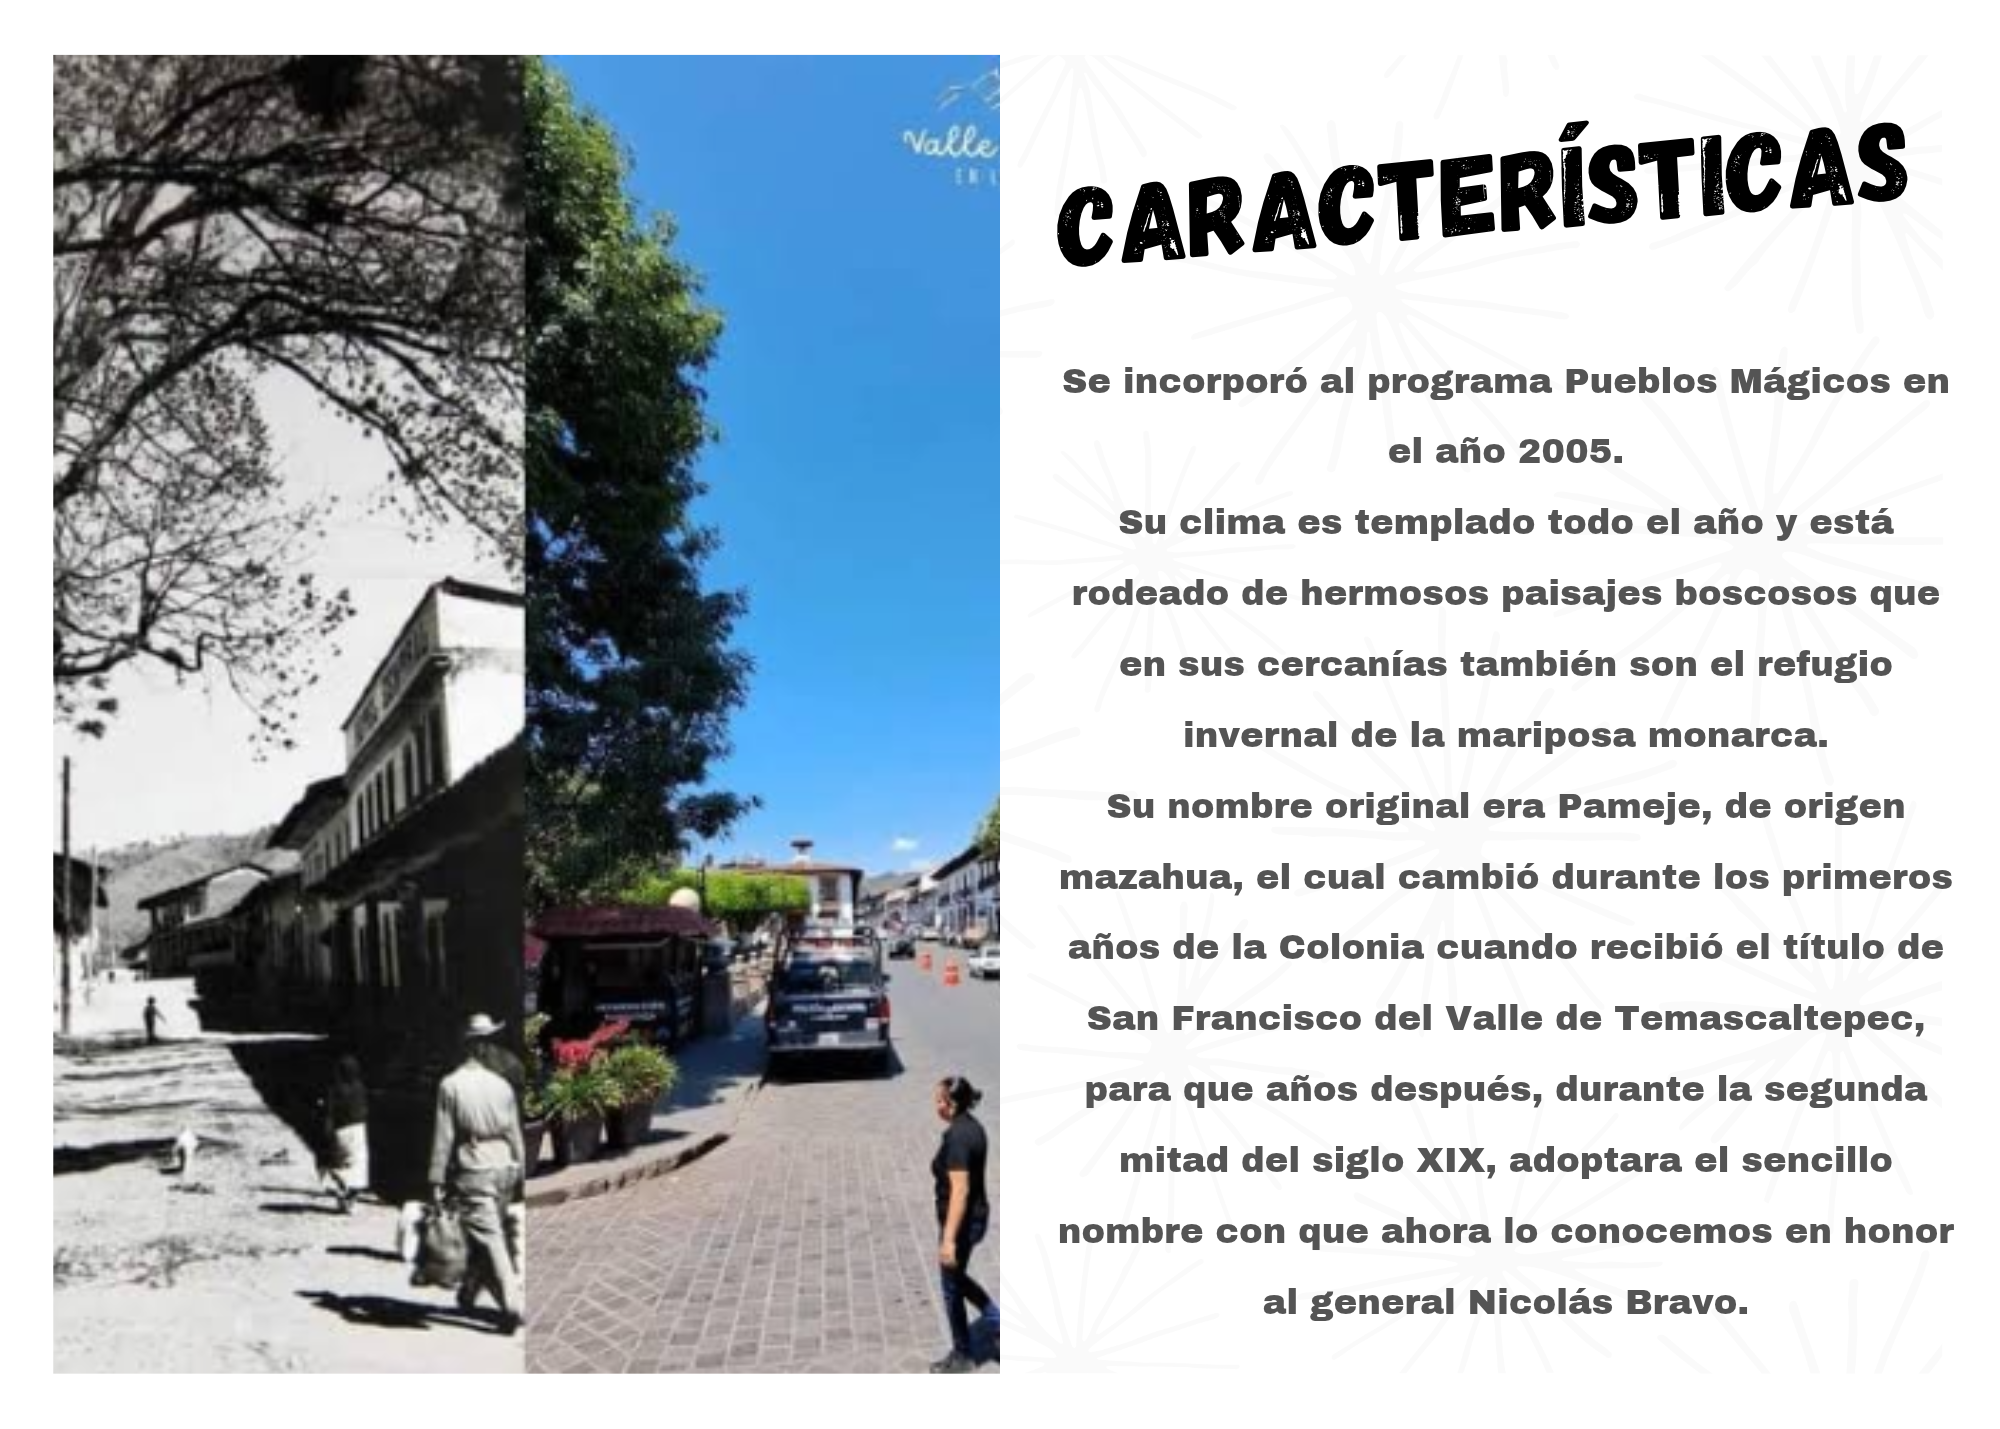 Valle
CARACTERÍSTICAS
Se incorporó al programa Pueblos Mágicos en
el año 2005.
Su clima es templado todo el año y está
rodeado de hermosos paisajes boscosos que
en sus cercanías también son el refugio
invernal de la mariposa monarca.
Su nombre original era Pameje, de origen
mazahua, el cual cambió durante los primeros
años de la Colonia cuando recibió el título de
San Francisco del Valle de Temascaltepec,
para que años después, durante la segunda
mitad del siglo XIX, adoptara el sencillo
nombre con que ahora lo conocemos en honor
al general Nicolás Bravo.